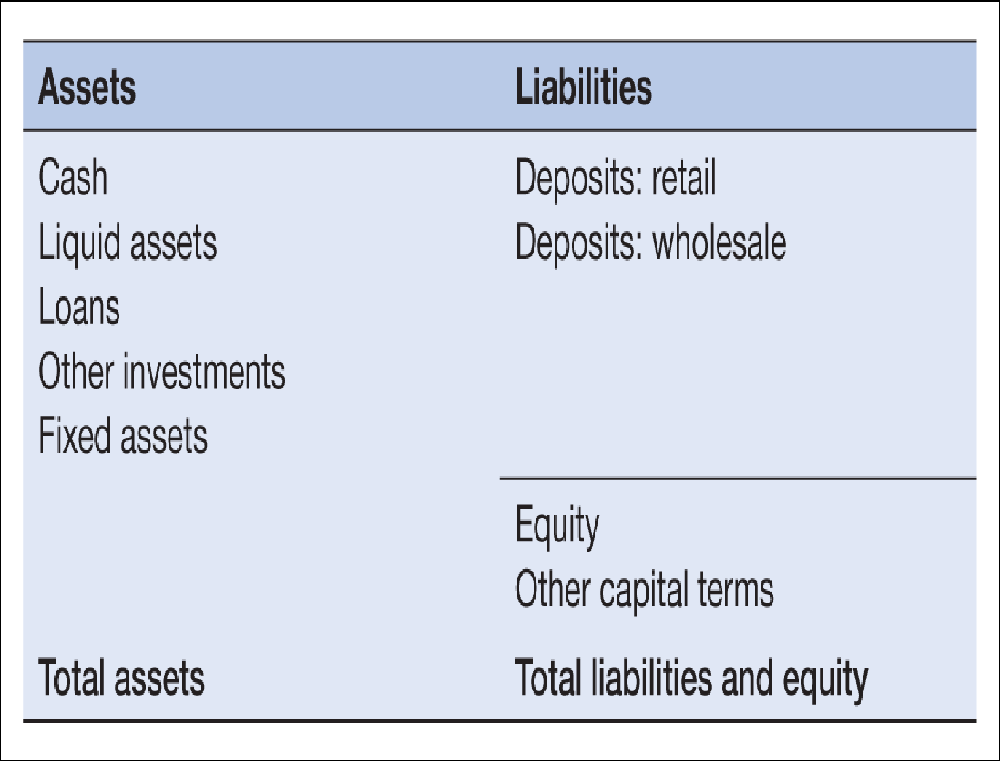 Assets
Liabilities
Cash
Deposits: retail
Liquid assets
Deposits: wholesale
Loans
Other investments
Fixed assets
Equity
Other capital terms
Total assets
Total liabilities and equity